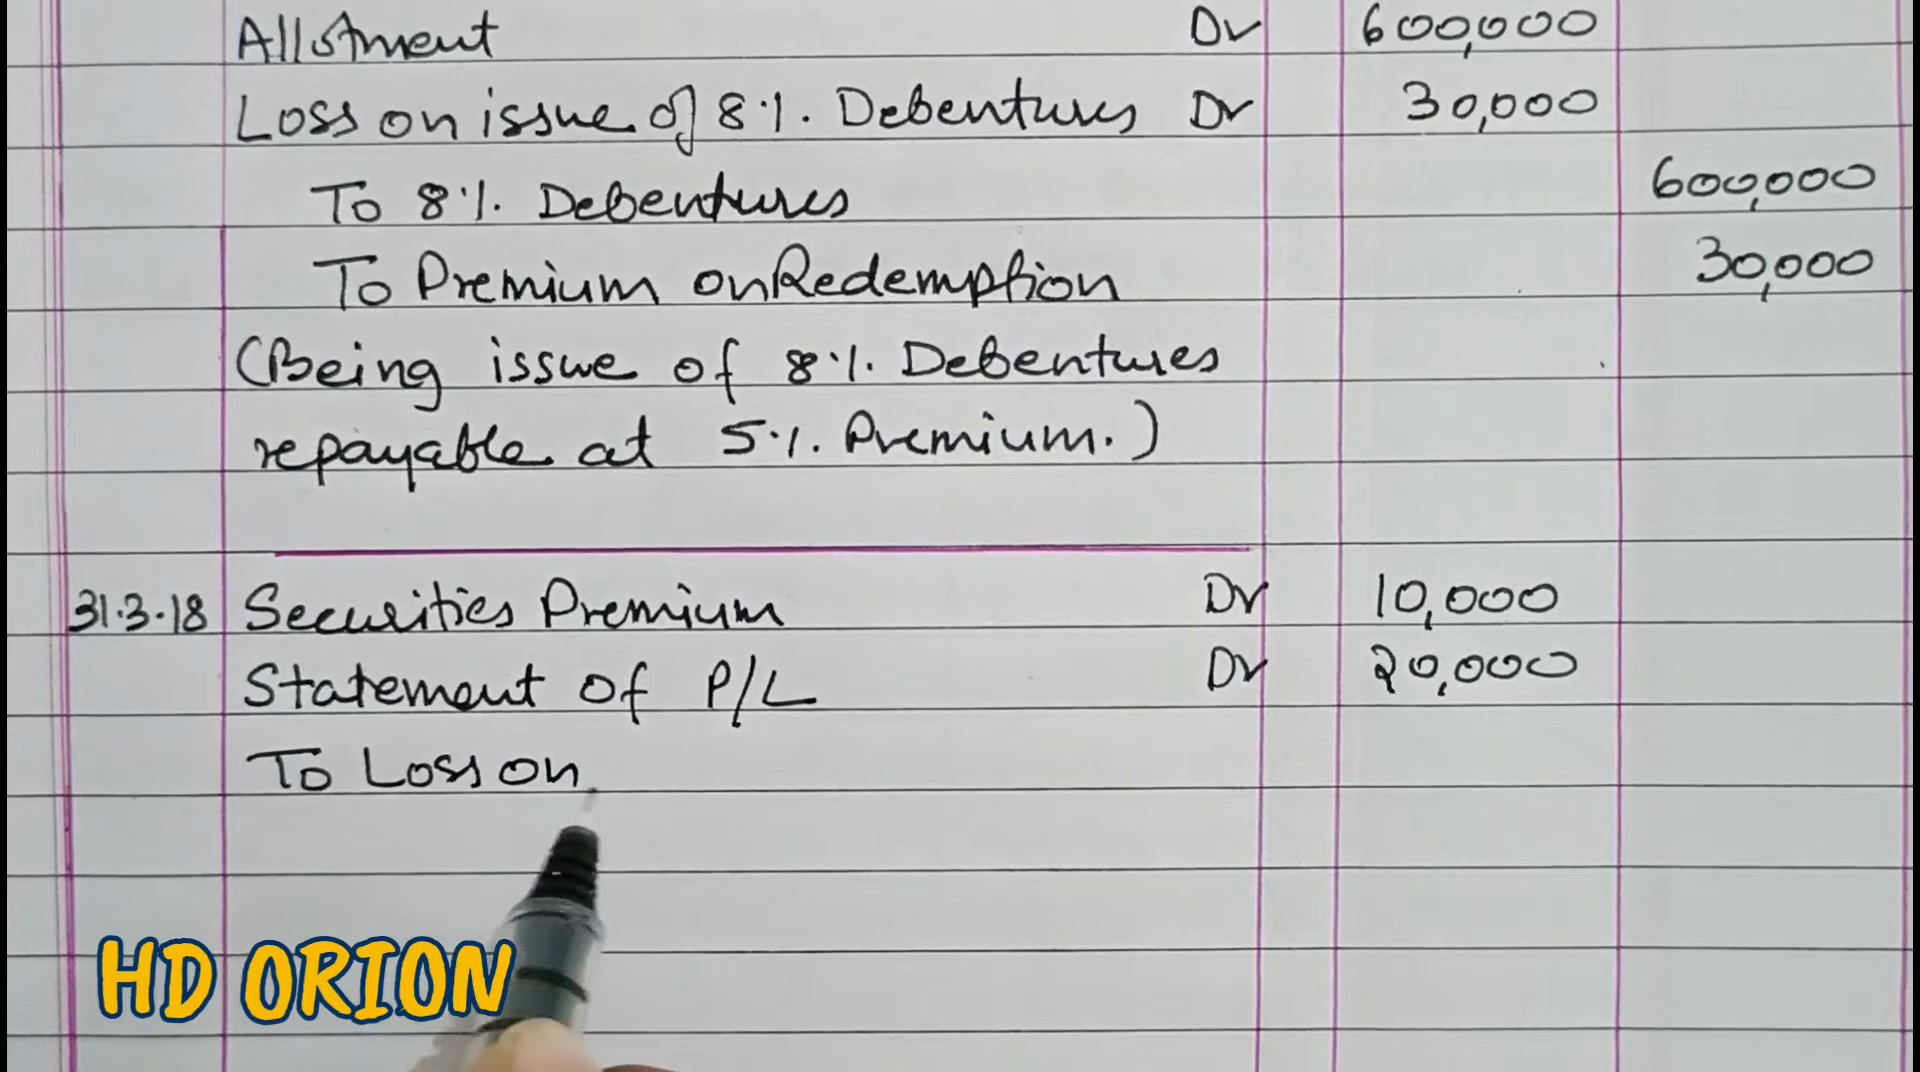 Allotment Dr 600,000
Loss on issue of 8%. Debentures Dr 30,000
To 8%. Debentures 600,000
To Premium on Redemption 30,000
(Being issue of 8%. Debentures
repayable at 5%. Premium.)
31.3.18 Securities Premium Dr 10,000
Statement of P/L Dr 20,000
To Loss on
HD ORION